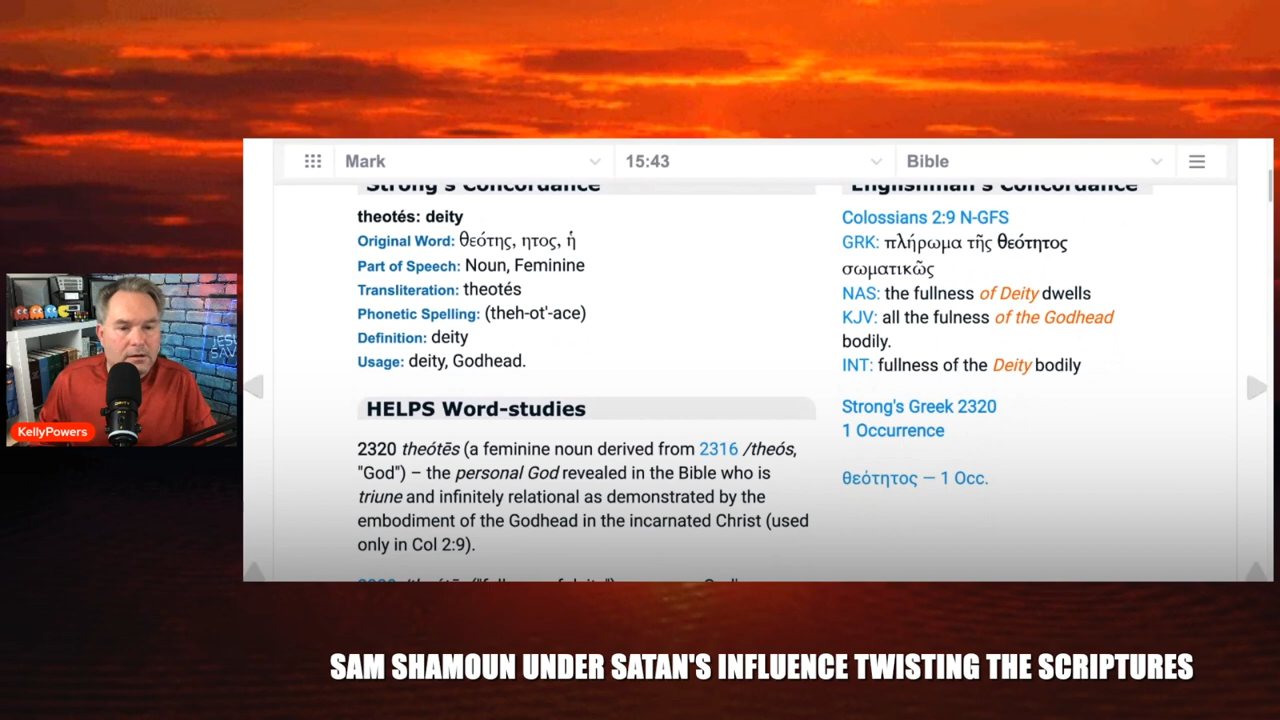 Mark
15:43
Bible
Strong's Concordance
theotés: deity
Original Word: θεότης, ητος, ἡ
Part of Speech: Noun, Feminine
Transliteration: theotés
Phonetic Spelling: (theh-ot'-ace)
Definition: deity
Usage: deity, Godhead.
HELPS Word-studies
2320 theótēs (a feminine noun derived from 2316 /theós,
"God") – the personal God revealed in the Bible who is
triune and infinitely relational as demonstrated by the
embodiment of the Godhead in the incarnated Christ (used
only in Col 2:9).
Englishman's Concordance
Colossians 2:9 N-GFS
GRK: πλήρωμα τῆς θεότητος
σωματικῶς
NAS: the fullness of Deity dwells
KJV: all the fulness of the Godhead
bodily.
INT: fullness of the Deity bodily
Strong's Greek 2320
1 Occurrence
θεότητος — 1 Occ.
JESUS
KellyPowers
SAM SHAMOUN UNDER SATAN'S INFLUENCE TWISTING THE SCRIPTURES